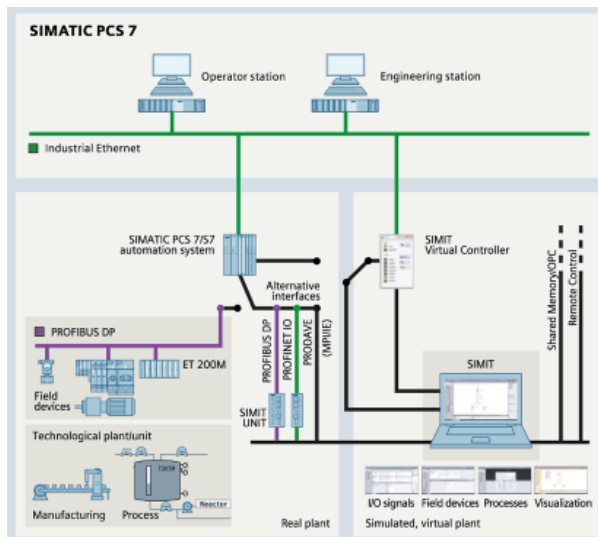 SIMATIC PCS 7
Operator station
Engineering station
Industrial Ethernet
SIMATIC PCS 7/S7
automation system
SIMIT
Virtual Controller
Alternative
interfaces
PROFIBUS DP
PROFIBUS DP
PROFINET IO
PRODAVE
(MPI/IE)
Shared Memory/OPC
Remote Control
ET 200M
Field
devices
SIMIT
UNIT
SIMIT
Technological plantiunit
Manufacturing
Process
Reactor
Real plant
I/O signals
Field devices
Processes
Visualization
Simulated, virtual plant